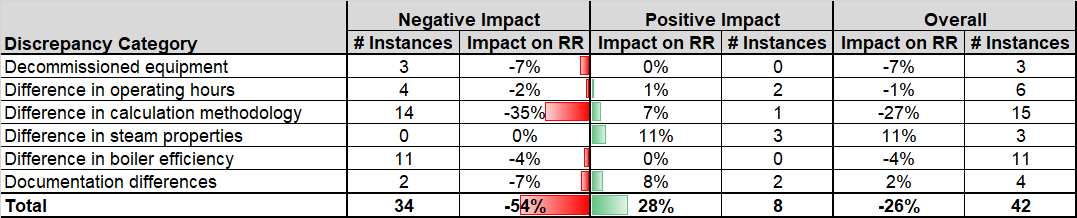 Negative Impact Positive Impact Overall
Discrepancy Category # Instances Impact on RR Impact on RR # Instances Impact on RR # Instances
Decommissioned equipment 3 -7% 0% 0 -7% 3
Difference in operating hours 4 -2% 1% 2 -1% 6
Difference in calculation methodology 14 -35% 7% 1 -27% 15
Difference in steam properties 0 0% 11% 3 11% 3
Difference in boiler efficiency 11 -4% 0% 0 -4% 11
Documentation differences 2 -7% 8% 2 2% 4
Total 34 -54% 28% 8 -26% 42